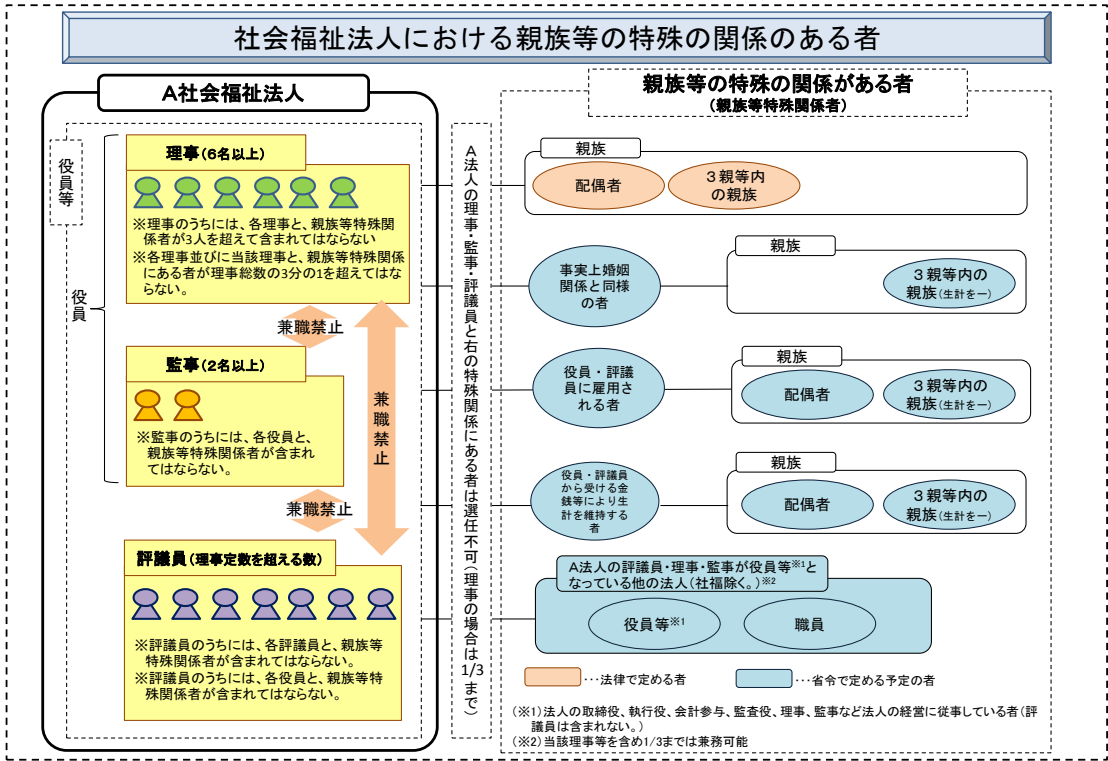 社会福祉法人における親族等の特殊の関係のある者
A社会福祉法人
役員等
役員
理事（6名以上）
※理事のうちには、各理事と、親族等特殊関
係者が3人を超えて含まれてはならない
※各理事並びに当該理事と、親族等特殊関係
にある者が理事総数の3分の1を超えてはな
らない。
兼職禁止
監事（2名以上）
※監事のうちには、各役員と、
親族等特殊関係者が含まれ
てはならない。
兼職禁止
兼職禁止
評議員（理事定数を超える数）
※評議員のうちには、各評議員と、親族等
特殊関係者が含まれてはならない。
※評議員のうちには、各役員と、親族等特
殊関係者が含まれてはならない。
A法人の理事・監事・評議員と右の特殊関係にある者は選任不可（理事の場合は1/3まで）
親族等の特殊の関係がある者
（親族等特殊関係者）
親族
配偶者
３親等内
の親族
事実上婚姻
関係と同様
の者
親族
３親等内の
親族（生計を一）
役員・評議
員に雇用さ
れる者
親族
配偶者
３親等内の
親族（生計を一）
役員・評議員
から受ける金
銭等により生
計を維持する
者
親族
配偶者
３親等内の
親族（生計を一）
A法人の評議員・理事・監事が役員等※1と
なっている他の法人（社福除く。）※2
役員等※1
職員
･･･法律で定める者
･･･省令で定める予定の者
（※1）法人の取締役、執行役、会計参与、監査役、理事、監事など法人の経営に従事している者（評
議員は含まれない。）
（※2）当該理事等を含め1/3までは兼務可能